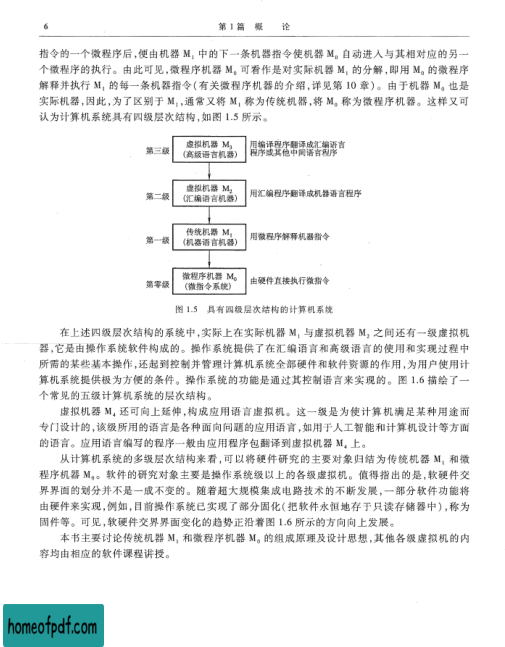 6
第1篇 概 论
指令的一个微程序后,便由机器 M₁ 中的下一条机器指令使机器 M₀ 自动进入与其相对应的另一
个微程序的执行。由此可见,微程序机器 M₀ 可看作是对实际机器 M₁ 的分解,即用 M₀ 的微程序
解释并执行 M₁ 的每一条机器指令(有关微程序机器的介绍,详见第 10 章)。由于机器 M₀ 也是
实际机器,因此,为了区别于 M₁,通常又将 M₁ 称为传统机器,将 M₀ 称为微程序机器。这样又可
认为计算机系统具有四级层次结构,如图 1.5 所示。
第三级
虚拟机器 M₃
(高级语言机器)
用编译程序翻译成汇编语言
程序或其他中间语言程序
第二级
虚拟机器 M₂
(汇编语言机器)
用汇编程序翻译成机器语言程序
第一级
传统机器 M₁
(机器语言机器)
用微程序解释机器指令
第零级
微程序机器 M₀
(微指令系统)
由硬件直接执行微指令
图 1.5 具有四级层次结构的计算机系统
在上述四级层次结构的系统中,实际上在实际机器 M₁ 与虚拟机器 M₂ 之间还有一级虚拟机
器,它是由操作系统软件构成的。操作系统提供了在汇编语言和高级语言的使用和实现过程中
所需的某些基本操作,还起到控制并管理计算机系统全部硬件和软件资源的作用,为用户使用计
算机系统提供极为方便的条件。操作系统的功能是通过其控制语言来实现的。图 1.6 描绘了一
个常见的五级计算机系统的层次结构。
虚拟机器 M₄ 还可向上延伸,构成应用语言虚拟机。这一级是为使计算机满足某种用途而
专门设计的,该级所用的语言是各种面向问题的应用语言,如用于人工智能和计算机设计等方面
的语言。应用语言编写的程序一般由应用程序包翻译到虚拟机器 M₄ 上。
从计算机系统的多级层次结构来看,可以将硬件研究的主要对象归结为传统机器 M₁ 和微
程序机器 M₀。软件的研究对象主要是操作系统级以上的各级虚拟机。值得指出的是,软硬件交
界界面的划分并不是一成不变的。随着超大规模集成电路技术的不断发展,一部分软件功能将
由硬件来实现,例如,目前操作系统已实现了部分固化(把软件永恒地存于只读存储器中),称为
固件等。可见,软硬件交界界面变化的趋势正沿着图 1.6 所示的方向向上发展。
本书主要讨论传统机器 M₁ 和微程序机器 M₀ 的组成原理及设计思想,其他各级虚拟机的内
容均由相应的软件课程讲授。
homeofpdf.com